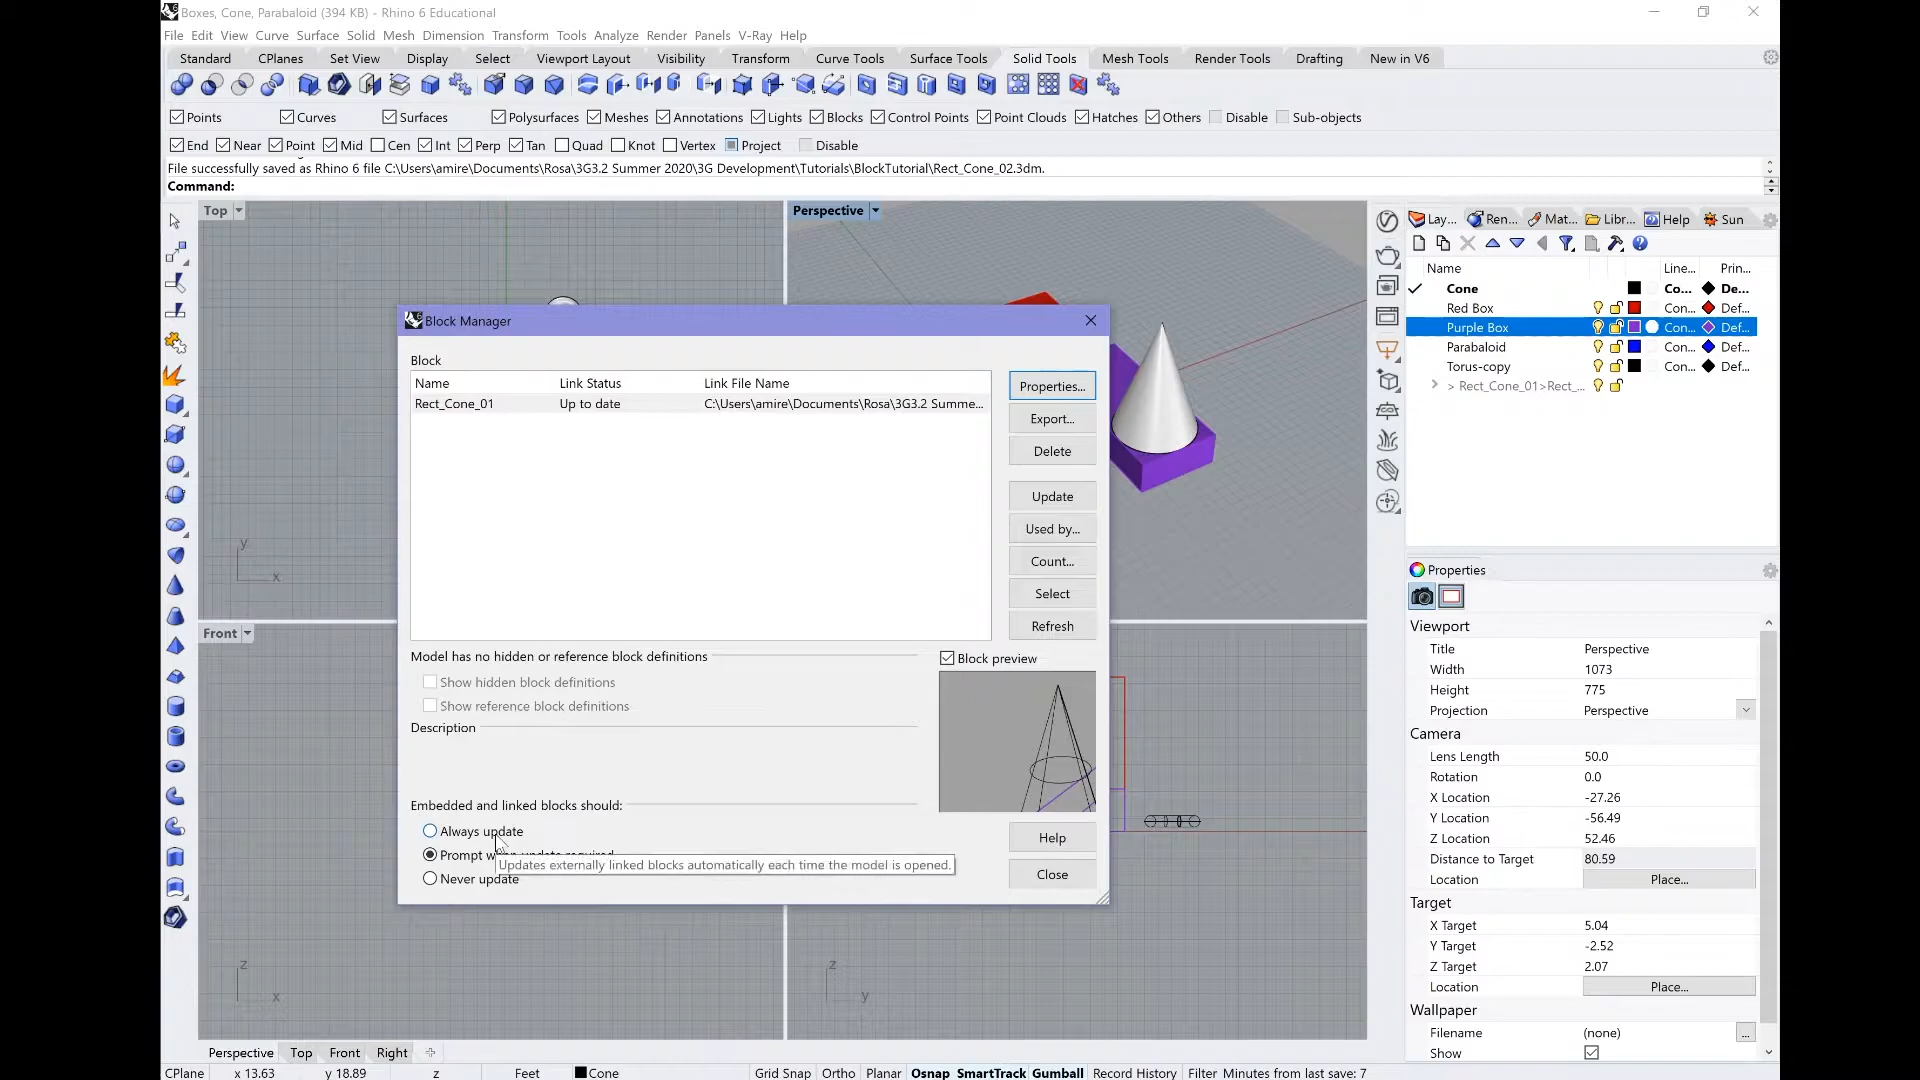 Boxes, Cone, Parabaloid (394 KB) - Rhino 6 Educational
File Edit View Curve Surface Solid Mesh Dimension Transform Tools Analyze Render Panels V-Ray Help
Standard CPlanes Set View Display Select Viewport Layout Visibility Transform Curve Tools Surface Tools Solid Tools Mesh Tools Render Tools Drafting New in V6
Points Curves Surfaces Polysurfaces Meshes Annotations Lights Blocks Control Points Point Clouds Hatches Others Disable Sub-objects
End Near Point Mid Cen Int Perp Tan Quad Knot Vertex Project Disable
File successfully saved as Rhino 6 file C:\Users\amire\Documents\Rosa\3G3.2 Summer 2020\3G Development\Tutorials\BlockTutorial\Rect_Cone_02.3dm.
Command:
Top
Perspective
Lay... Ren... Mat... Libr... Help Sun
Name Line... Prin...
Cone Co... De...
Red Box Con... Def...
Purple Box Con... Def...
Parabaloid Con... Def...
Torus-copy Con... Def...
> Rect_Cone_01>Rect_...
Block Manager
Block
Name Link Status Link File Name
Rect_Cone_01 Up to date C:\Users\amire\Documents\Rosa\3G3.2 Summe...
Properties...
Export...
Delete
Update
Used by...
Count...
Select
Refresh
Model has no hidden or reference block definitions
Show hidden block definitions
Show reference block definitions
Description
Block preview
Embedded and linked blocks should:
Always update
Prompt when update required
Updates externally linked blocks automatically each time the model is opened.
Never update
Help
Close
y
x
Front
z
x
z
y
Properties
Viewport
Title Perspective
Width 1073
Height 775
Projection Perspective
Camera
Lens Length 50.0
Rotation 0.0
X Location -27.26
Y Location -56.49
Z Location 52.46
Distance to Target 80.59
Location Place...
Target
X Target 5.04
Y Target -2.52
Z Target 2.07
Location Place...
Wallpaper
Filename (none) ...
Show
Perspective Top Front Right
CPlane x 13.63 y 18.89 z Feet Cone Grid Snap Ortho Planar Osnap SmartTrack Gumball Record History Filter Minutes from last save: 7